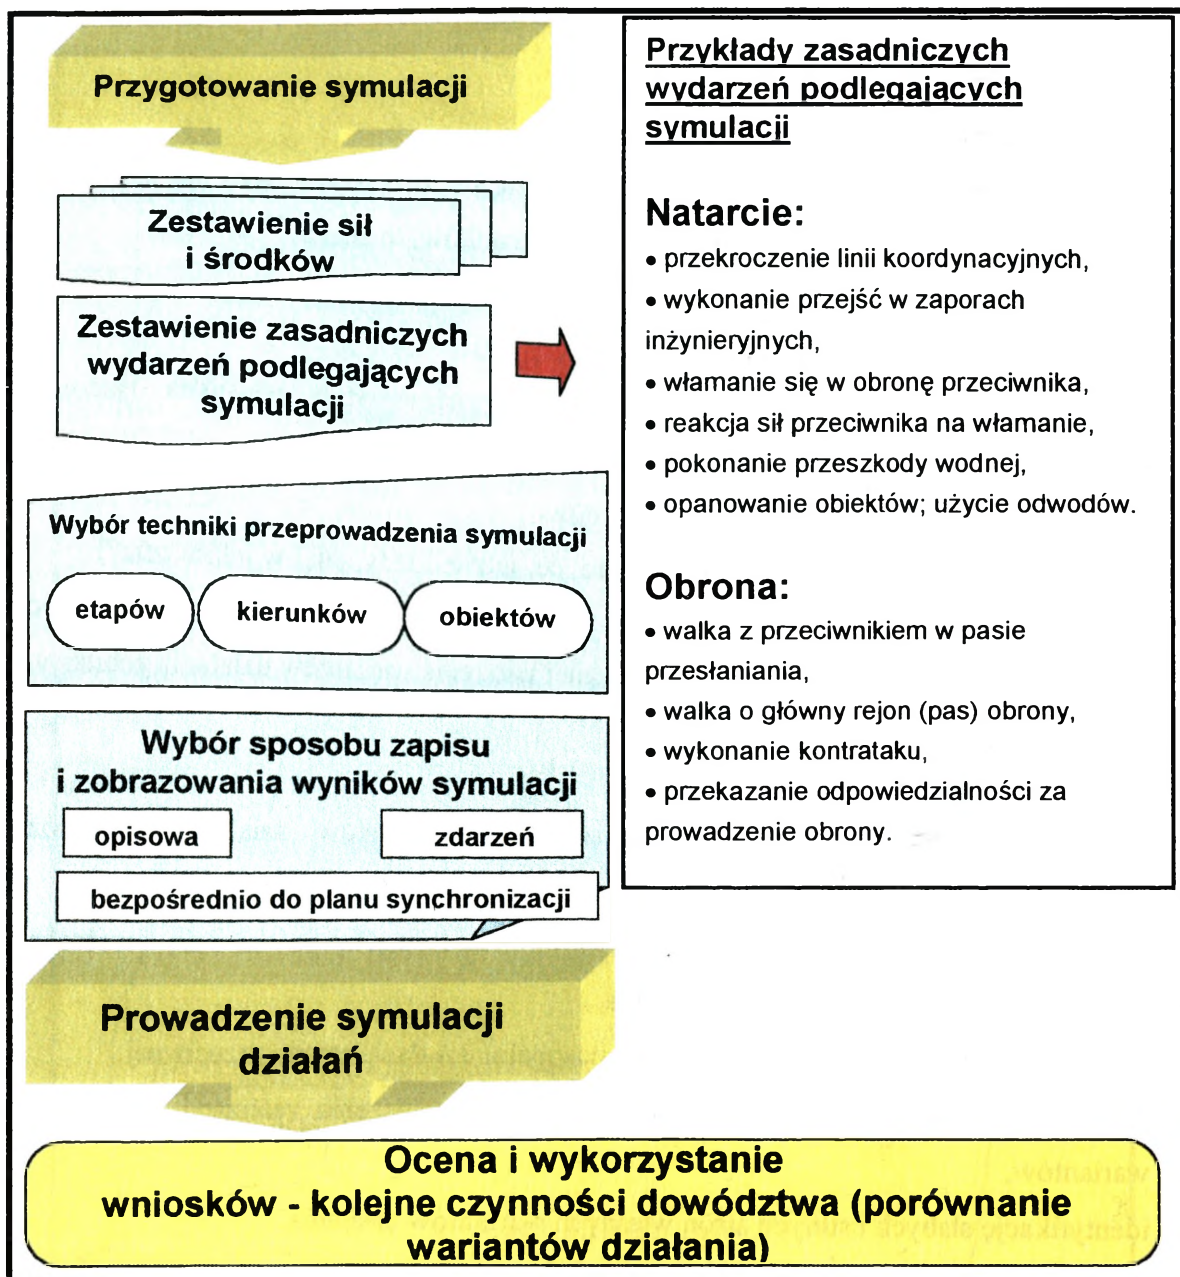 Przygotowanie symulacji
Zestawienie sił
i środków
Zestawienie zasadniczych
wydarzeń podlegających
symulacji
Wybór techniki przeprowadzenia symulacji
etapów
kierunków
obiektów
Wybór sposobu zapisu
i zobrazowania wyników symulacji
opisowa
zdarzeń
bezpośrednio do planu synchronizacji
Prowadzenie symulacji
działań
Przykłady zasadniczych
wydarzeń podlegających
symulacji
Natarcie:
• przekroczenie linii koordynacyjnych,
• wykonanie przejść w zaporach
inżynieryjnych,
• włamanie się w obronę przeciwnika,
• reakcja sił przeciwnika na włamanie,
• pokonanie przeszkody wodnej,
• opanowanie obiektów; użycie odwodów.
Obrona:
• walka z przeciwnikiem w pasie
przesłaniania,
• walka o główny rejon (pas) obrony,
• wykonanie kontrataku,
• przekazanie odpowiedzialności za
prowadzenie obrony.
Ocena i wykorzystanie
wniosków - kolejne czynności dowództwa (porównanie
wariantów działania)